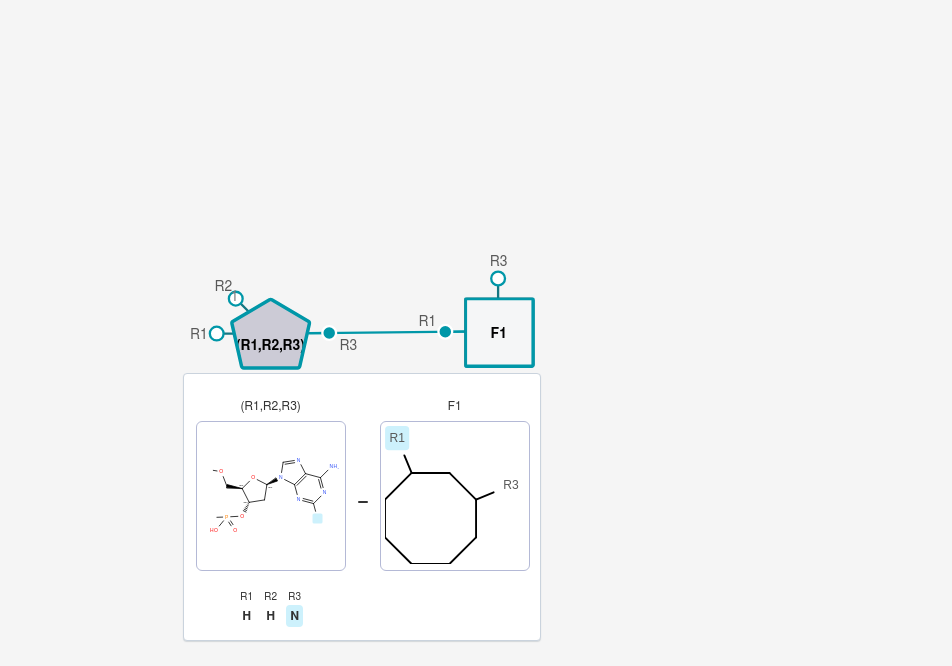 R3
R2
R1
R3
(R1,R2,R3)
R1
F1
(R1,R2,R3)
F1
R1
R3
O
O
N
N
N
N
NH
O
P
HO
O
R1 R2 R3
H H N